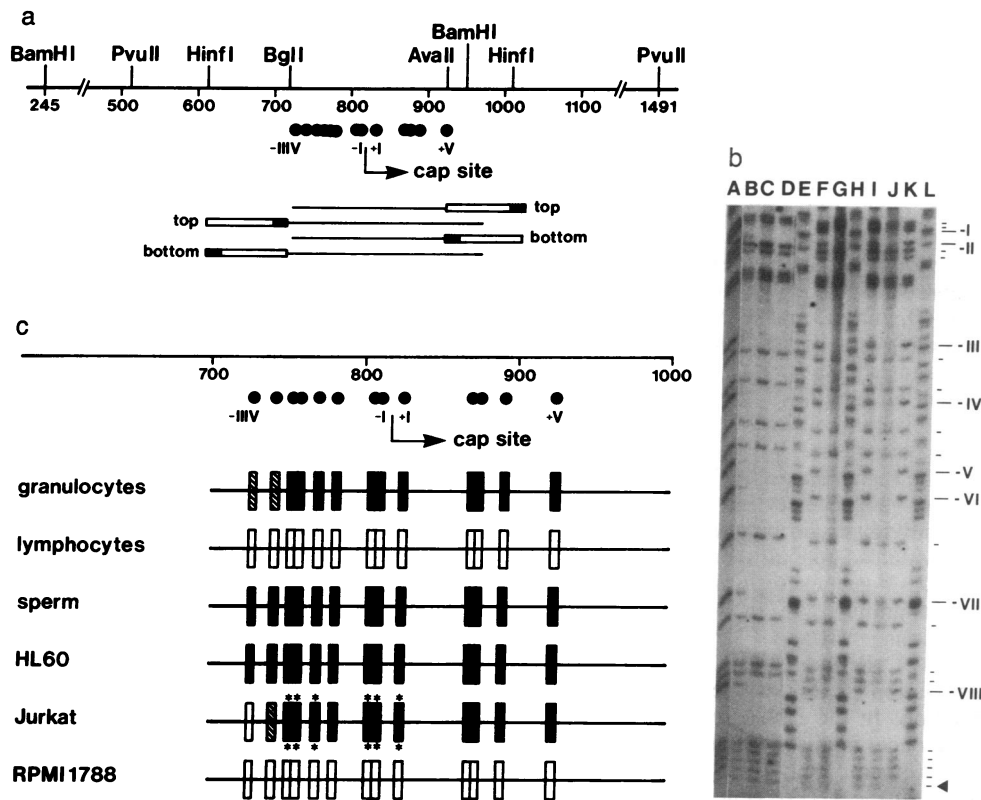 a
BamHI
BamHI PvuII HinfI BglI AvaII HinfI PvuII
245 500 600 700 800 900 1000 1100 1491
-IIIV -I +I +V
cap site
top
top
bottom
bottom
b
A B C D E F G H I J K L
-I
-II
-III
-IV
-V
-VI
-VII
-VIII
c
700 800 900 1000
-IIIV -I +I +V
cap site
granulocytes
lymphocytes
sperm
HL60
** * ** *
Jurkat
** * ** *
RPMI1788